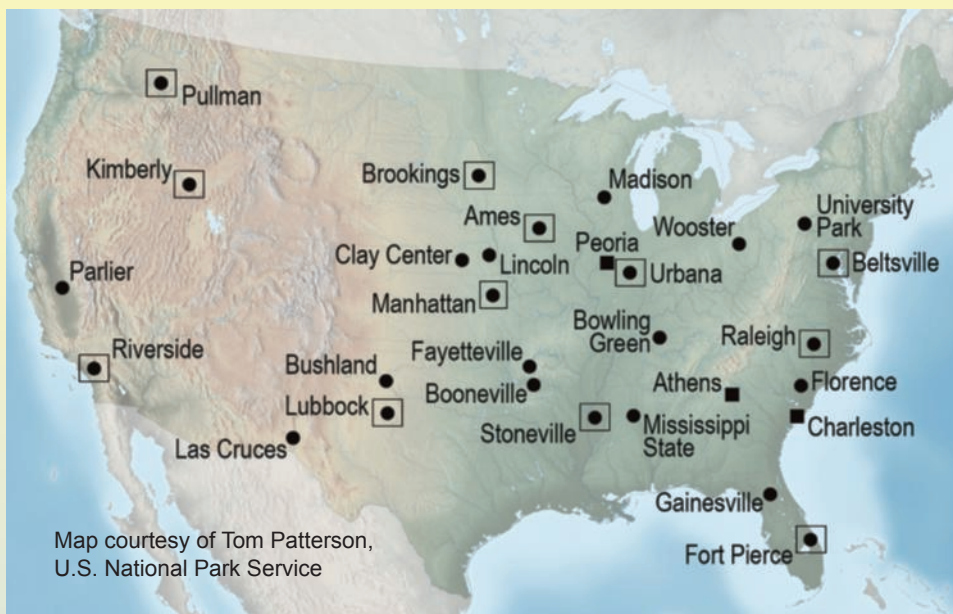 Pullman
Kimberly
Brookings
Madison
Ames
University
Park
Wooster
Peoria
Clay Center
Lincoln
Urbana
Beltsville
Parlier
Manhattan
Bowling
Green
Raleigh
Riverside
Bushland
Fayetteville
Booneville
Athens
Florence
Lubbock
Stoneville
Mississippi
State
Charleston
Las Cruces
Gainesville
Map courtesy of Tom Patterson,
U.S. National Park Service
Fort Pierce